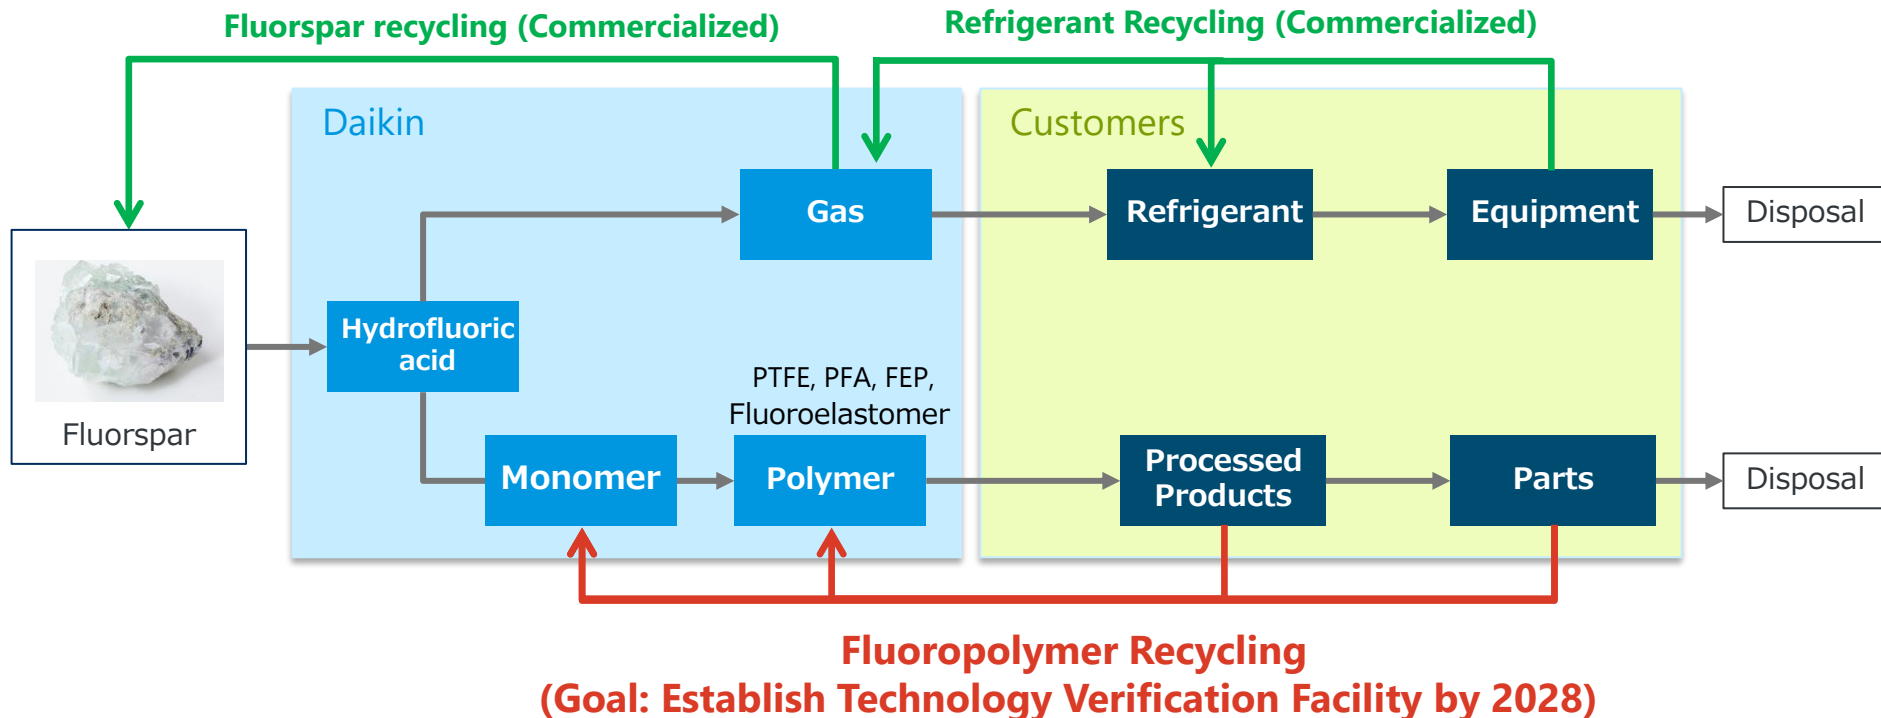 Fluorspar recycling (Commercialized)
Refrigerant Recycling (Commercialized)
Daikin
Customers
Gas
Refrigerant
Equipment
Disposal
Hydrofluoric
acid
Fluorspar
PTFE, PFA, FEP,
Fluoroelastomer
Monomer
Polymer
Processed
Products
Parts
Disposal
Fluoropolymer Recycling
(Goal: Establish Technology Verification Facility by 2028)